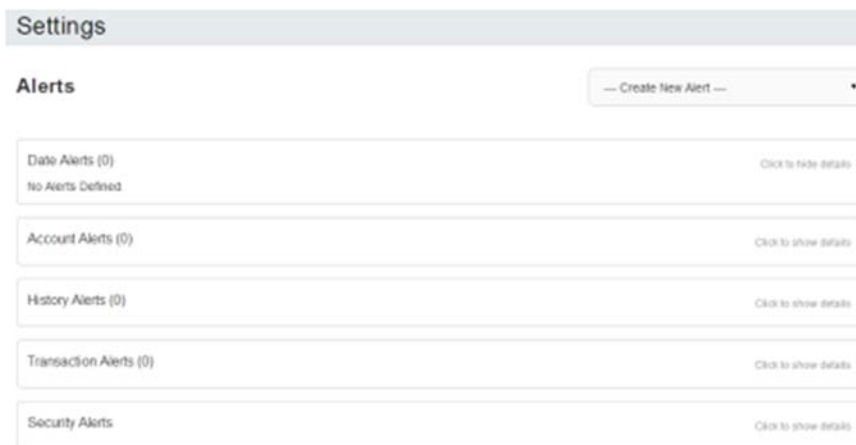 Settings
Alerts
--- Create New Alert ---
Date Alerts (0)
Click to hide details
No Alerts Defined
Account Alerts (0)
Click to show details
History Alerts (0)
Click to show details
Transaction Alerts (0)
Click to show details
Security Alerts
Click to show details